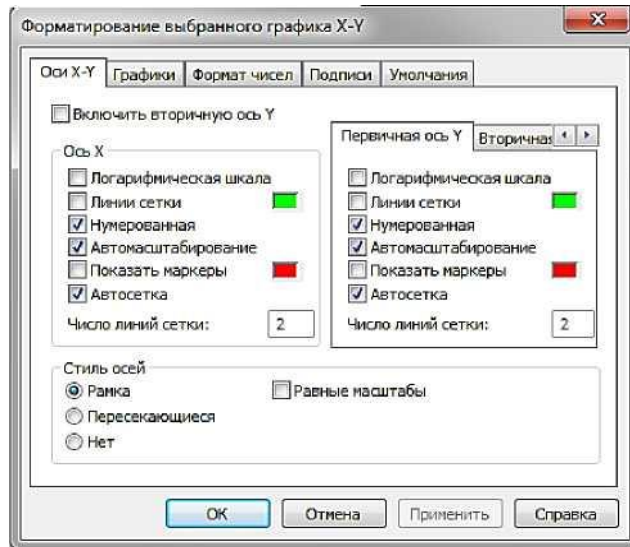 Форматирование выбранного графика X-Y
Оси X-Y Графики Формат чисел Подписи Умолчания
Включить вторичную ось Y
Ось X
Логарифмическая шкала
Линии сетки
Нумерованная
Автомасштабирование
Показать маркеры
Автосетка
Число линий сетки: 2
Первичная ось Y Вторичная
Логарифмическая шкала
Линии сетки
Нумерованная
Автомасштабирование
Показать маркеры
Автосетка
Число линий сетки: 2
Стиль осей
Рамка
Равные масштабы
Пересекающиеся
Нет
ОК Отмена Применить Справка